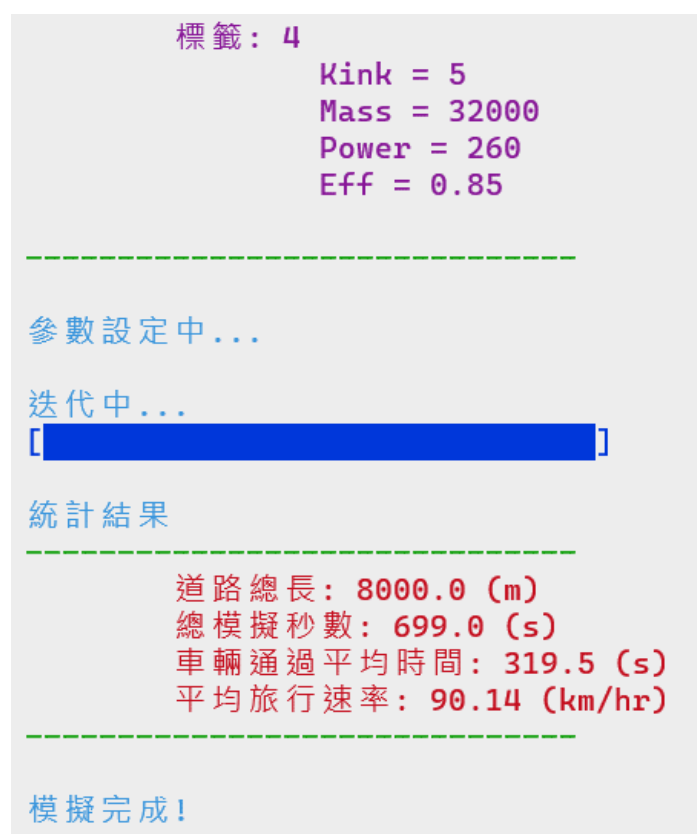 標籤: 4
Kink = 5
Mass = 32000
Power = 260
Eff = 0.85
------------------------------
參數設定中...
迭代中...
[ ]
統計結果
------------------------------
道路總長: 8000.0 (m)
總模擬秒數: 699.0 (s)
車輛通過平均時間: 319.5 (s)
平均旅行速率: 90.14 (km/hr)
------------------------------
模擬完成!